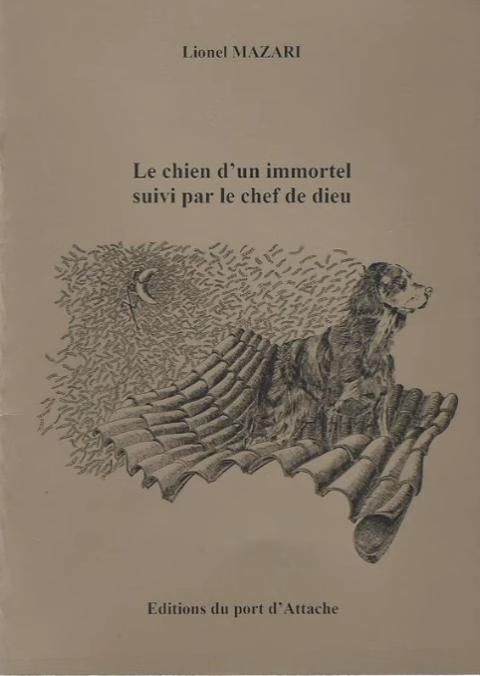 Lionel MAZARI
Le chien d'un immortel
suivi par le chef de dieu
Editions du port d'Attache